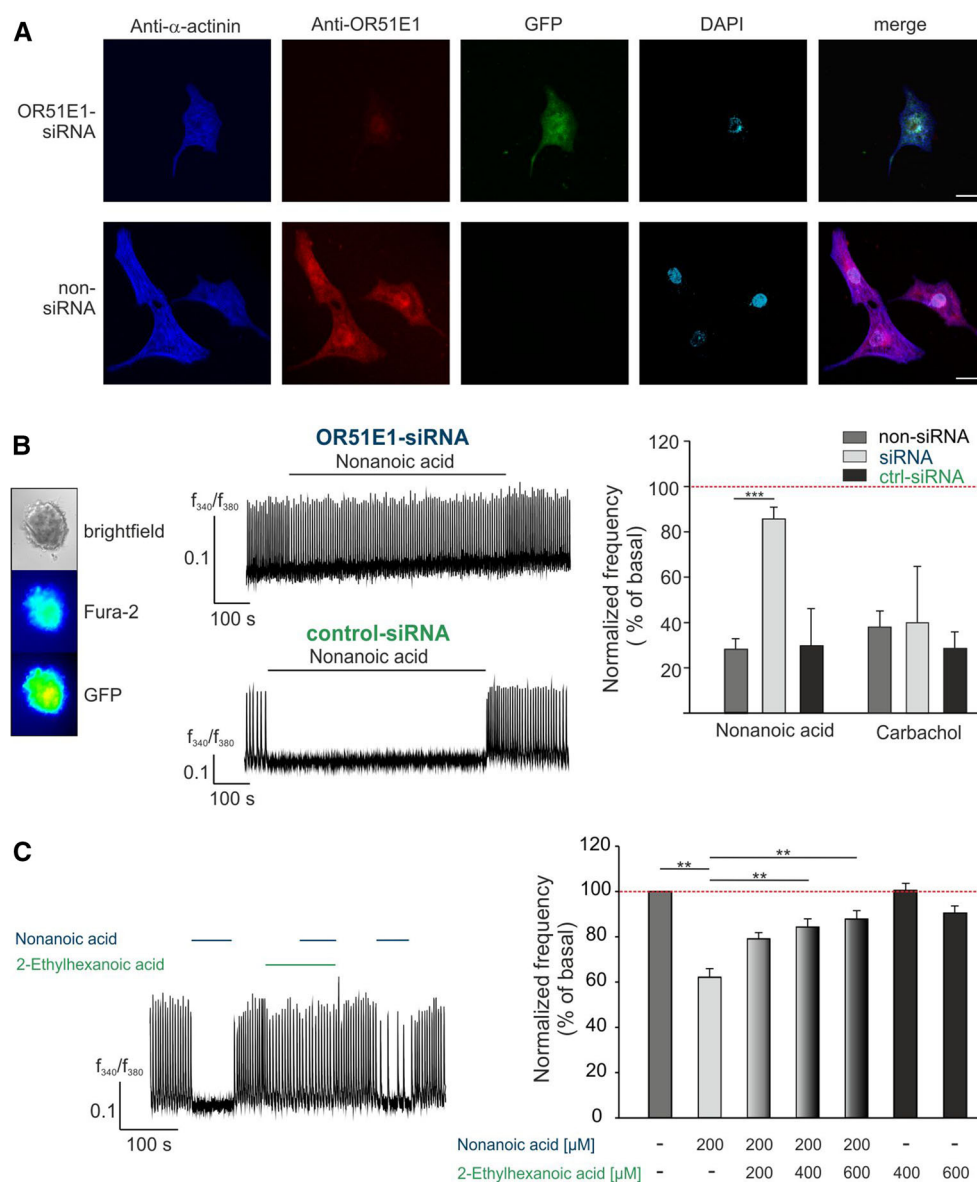 A
Anti-α-actinin Anti-OR51E1 GFP DAPI merge
OR51E1-
siRNA
non-
siRNA
B
brightfield
Fura-2
GFP
OR51E1-siRNA
Nonanoic acid
f340/f380
0.1
100 s
control-siRNA
Nonanoic acid
f340/f380
0.1
100 s
Normalized frequency
( % of basal)
120
100
80
60
40
20
non-siRNA
siRNA
ctrl-siRNA
***
Nonanoic acid Carbachol
C
Nonanoic acid
2-Ethylhexanoic acid
f340/f380
0.1
100 s
Normalized frequency
(% of basal)
120
100
80
60
40
20
0
**
**
**
Nonanoic acid [µM] - 200 200 200 200 - -
2-Ethylhexanoic acid [µM] - - 200 400 600 400 600